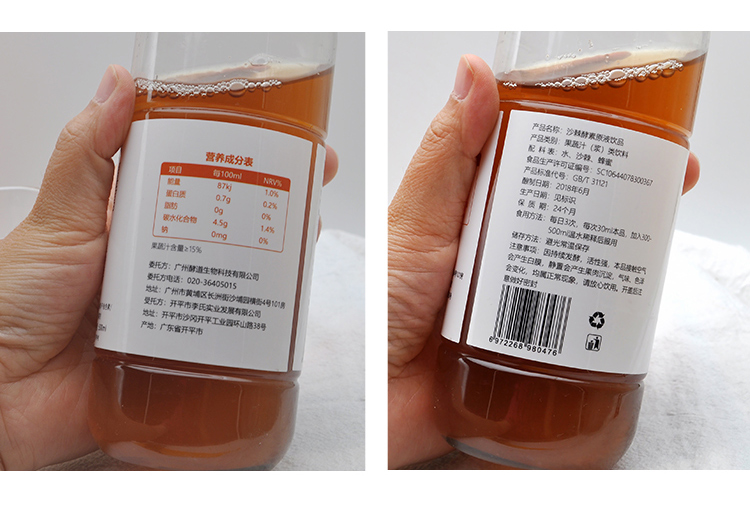 营养成分表
项目 每100ml NRV%
能量 87kj 1.0%
蛋白质 0.7g 0.2%
脂肪 0g 0%
碳水化合物 4.5g 1.4%
钠 0mg 0%
果蔬汁含量≥15%
委托方：广州酵道生物科技有限公司
委托方电话：020-36405015
地址：广州市黄埔区长洲街沙埔园横街4号101房
受托方：开平市李氏实业发展有限公司
地址：开平市沙冈开平工业园环山路38号
产地：广东省开平市
产品名称：沙棘酵素原液饮品
产品类别：果蔬汁（浆）类饮料
配 料 表：水、沙棘、蜂蜜
食品生产许可证编号：SC10644078300367
产品标准代号：GB/T 31121
酿制日期：2018年6月
生产日期：见标识
保 质 期：24个月
食用方法：每日3次，每次30ml本品，加入300-
500ml温水稀释后服用
储存方法：避光常温保存
注意事项：因持续发酵，活性强，本品接触空气
会产生白膜，静置会产生果肉沉淀，气味、色泽
会变化，均属正常现象，请放心饮用。开盖后注
意做好密封
6972268980476